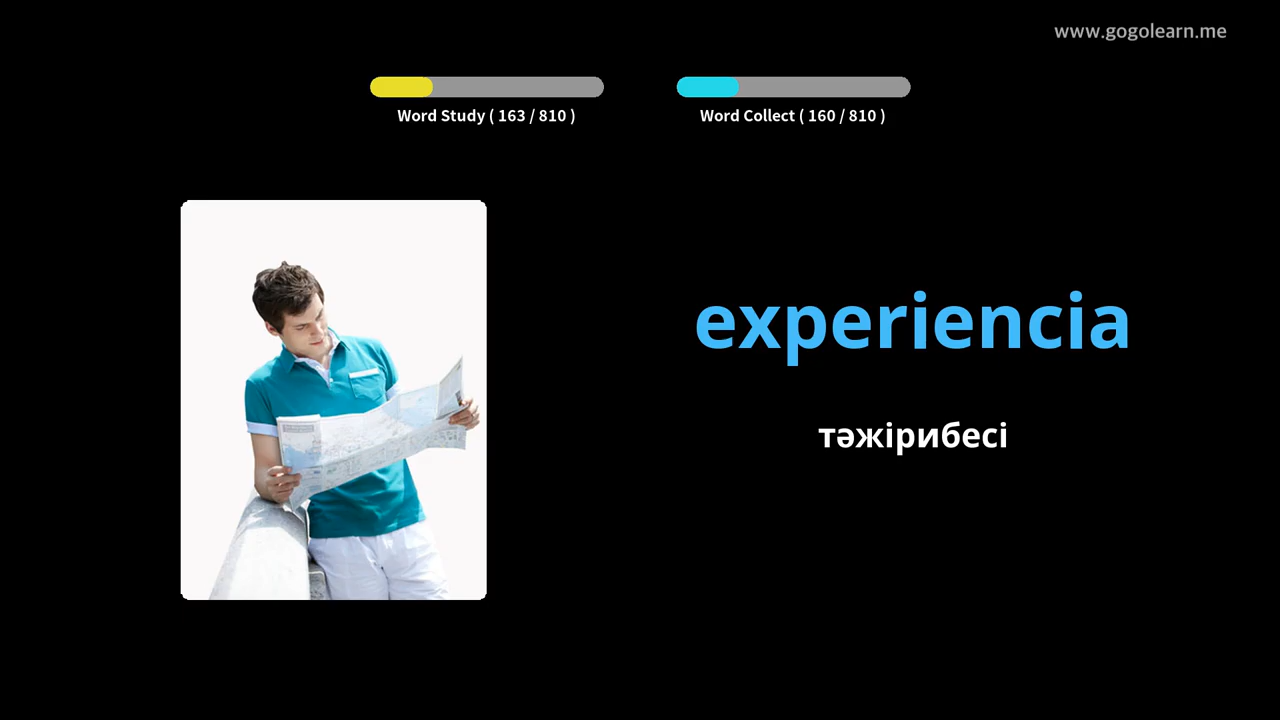 www.gogolearn.me
Word Study ( 163 / 810 )
Word Collect ( 160 / 810 )
experiencia
тәжірибесі